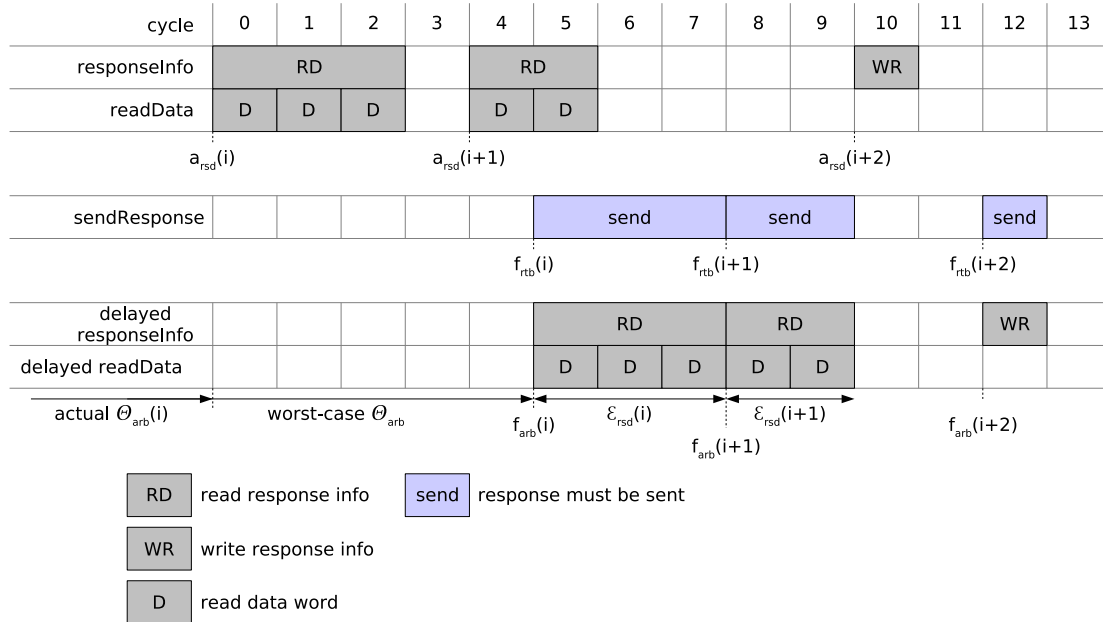 cycle 0 1 2 3 4 5 6 7 8 9 10 11 12 13
responseInfo RD RD WR
readData D D D D D
a_rsd(i) a_rsd(i+1) a_rsd(i+2)
sendResponse send send send
f_rtb(i) f_rtb(i+1) f_rtb(i+2)
delayed
responseInfo RD RD WR
delayed readData D D D D D
actual Θ_arb(i) worst-case Θ_arb ε_rsd(i) ε_rsd(i+1)
f_arb(i) f_arb(i+1) f_arb(i+2)
RD read response info send response must be sent
WR write response info
D read data word